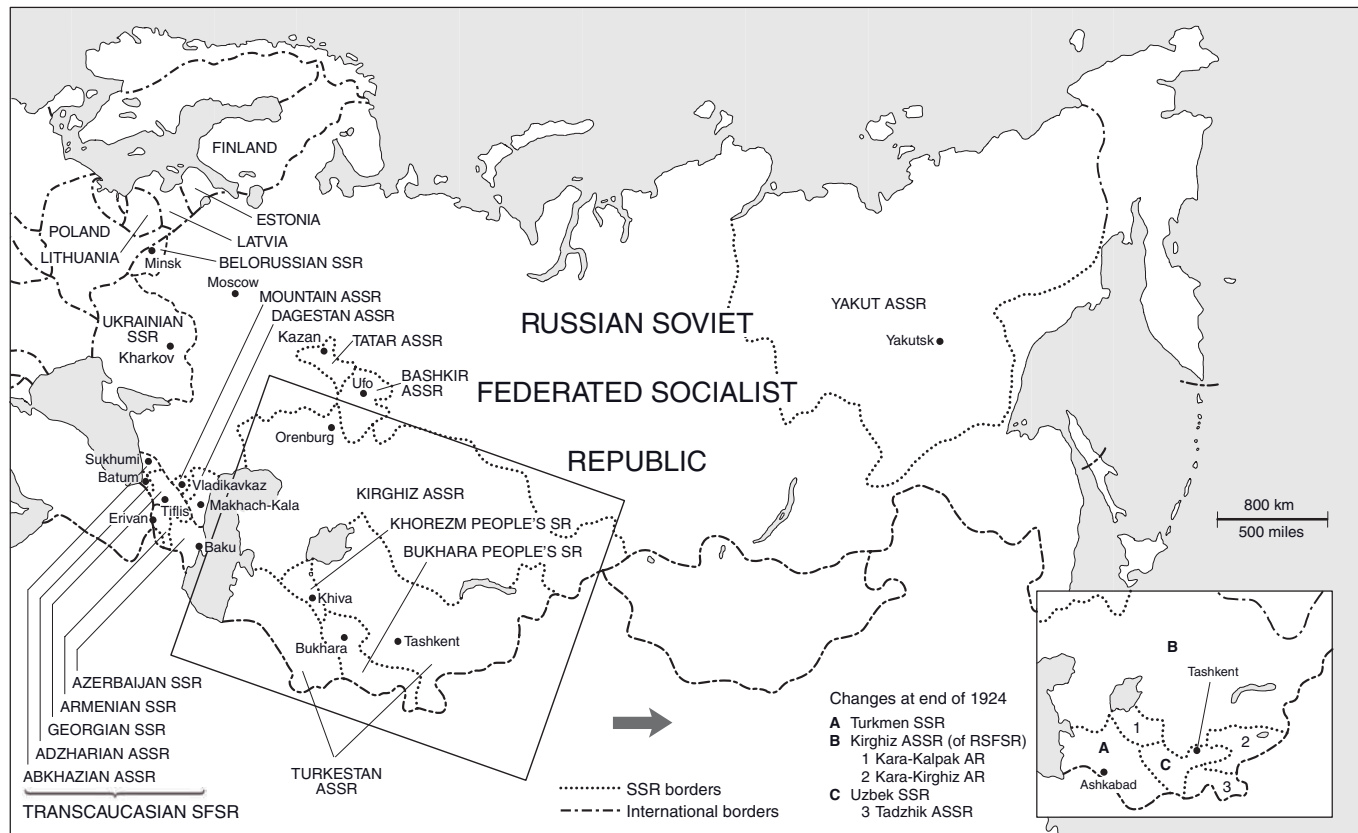 FINLAND
ESTONIA
POLAND
LATVIA
LITHUANIA
BELORUSSIAN SSR
Minsk
Moscow
MOUNTAIN ASSR
DAGESTAN ASSR
UKRAINIAN
SSR
Kharkov
Kazan
TATAR ASSR
Ufo
BASHKIR
ASSR
Orenburg
RUSSIAN SOVIET
FEDERATED SOCIALIST
REPUBLIC
YAKUT ASSR
Yakutsk
Sukhumi
Batum
Vladikavkaz
Makhach-Kala
Tiflis
Erivan
Baku
KIRGHIZ ASSR
KHOREZM PEOPLE'S SR
BUKHARA PEOPLE'S SR
Khiva
Bukhara
Tashkent
800 km
500 miles
AZERBAIJAN SSR
ARMENIAN SSR
GEORGIAN SSR
ADZHARIAN ASSR
ABKHAZIAN ASSR
TRANSCAUCASIAN SFSR
TURKESTAN
ASSR
SSR borders
International borders
Changes at end of 1924
A Turkmen SSR
B Kirghiz ASSR (of RSFSR)
1 Kara-Kalpak AR
2 Kara-Kirghiz AR
C Uzbek SSR
3 Tadzhik ASSR
B
Tashkent
1
2
A
C
Ashkabad
3